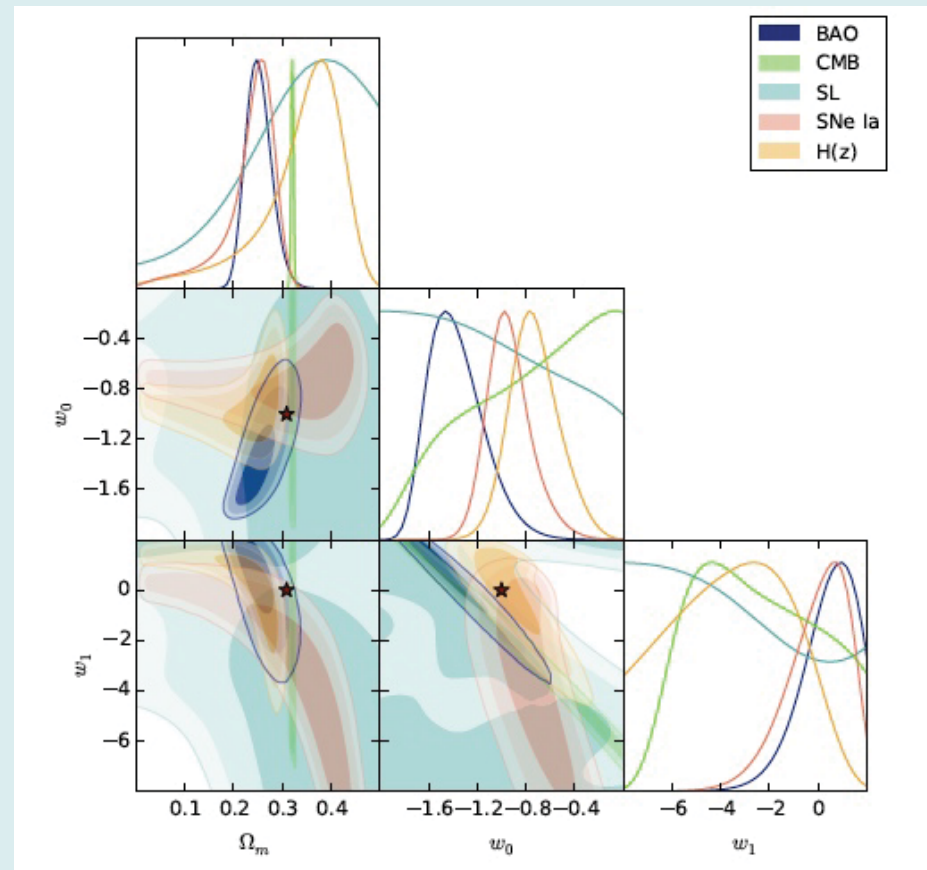 BAO
CMB
SL
SNe Ia
H(z)
−0.4
−0.8
−1.2
−1.6
w₀
0
−2
−4
−6
w₁
0.1 0.2 0.3 0.4
−1.6 −1.2 −0.8 −0.4
−6 −4 −2 0
Ωₘ
w₀
w₁